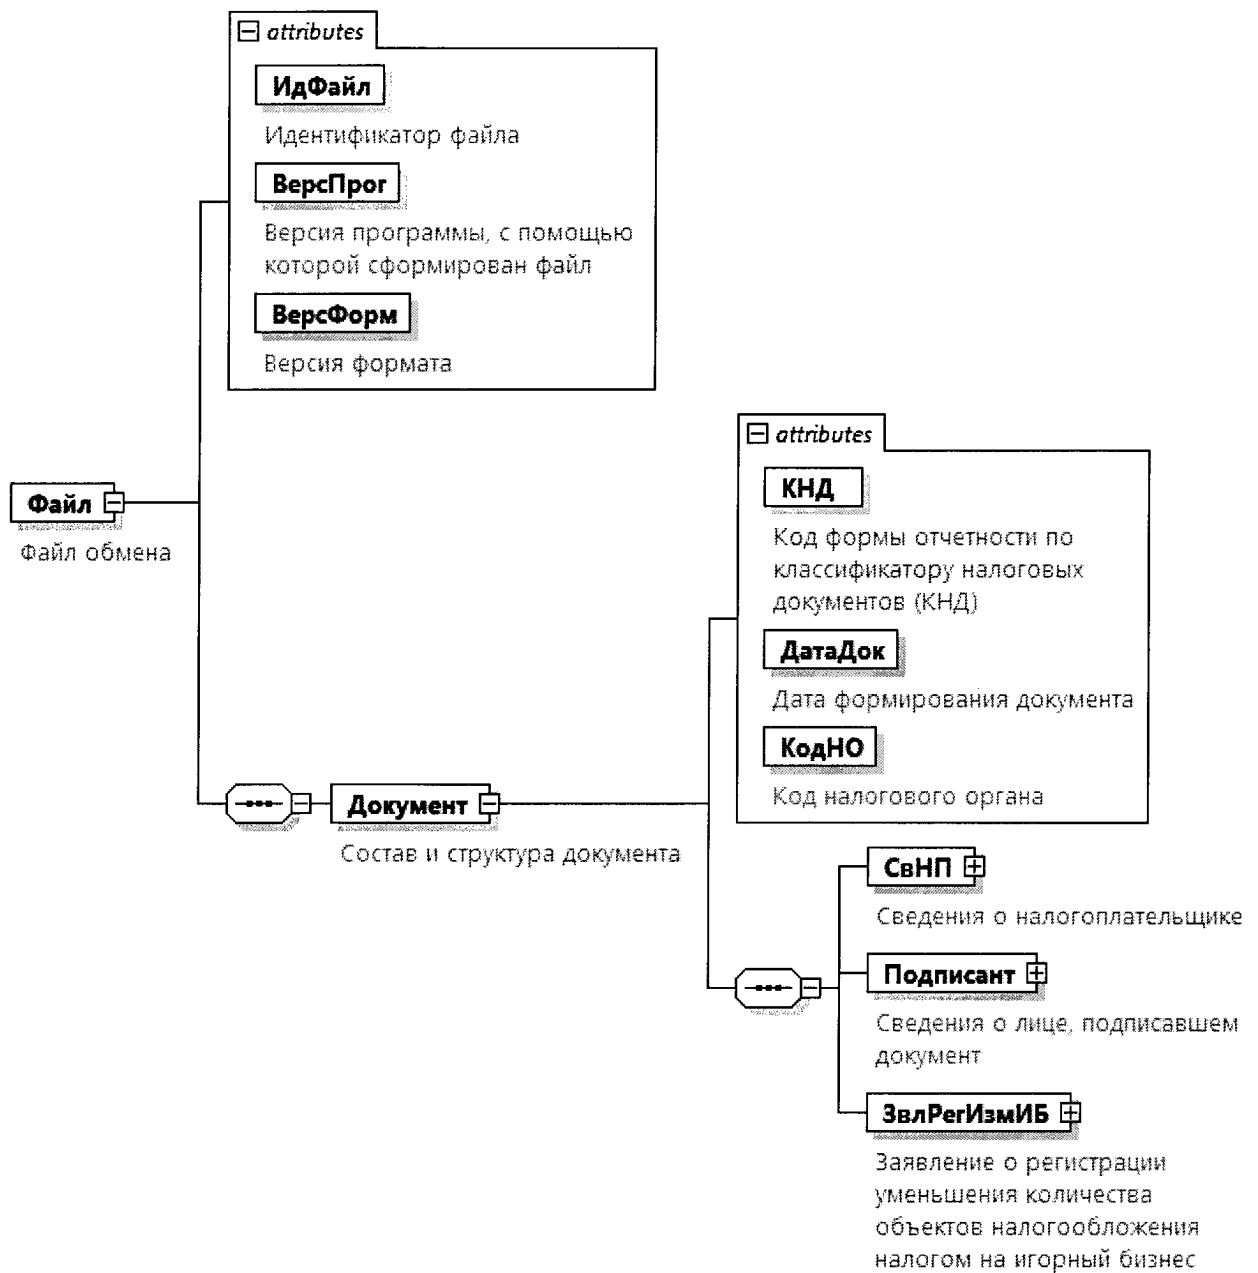 attributes
ИдФайл
Идентификатор файла
ВерсПрог
Версия программы, с помощью
которой сформирован файл
ВерсФорм
Версия формата
Файл
Файл обмена
attributes
КНД
Код формы отчетности по
классификатору налоговых
документов (КНД)
ДатаДок
Дата формирования документа
КодНО
Код налогового органа
Документ
Состав и структура документа
СвНП
Сведения о налогоплательщике
Подписант
Сведения о лице, подписавшем
документ
ЗвлРегИзмИБ
Заявление о регистрации
уменьшения количества
объектов налогообложения
налогом на игорный бизнес